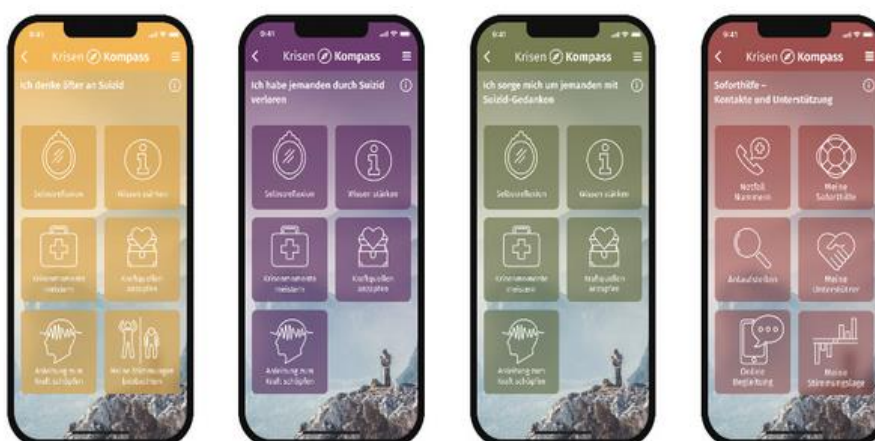 9:41
Krisen Kompass
Ich denke öfter an Suizid
Selbstreflexion
Wissen stärken
Krisenmomente
meistern
Kraftquellen
anzapfen
Anleitung zum
Kraft schöpfen
Meine Stimmungen
beobachten
9:41
Krisen Kompass
Ich habe jemanden durch Suizid
verloren
Selbstreflexion
Wissen stärken
Krisenmomente
meistern
Kraftquellen
anzapfen
Anleitung zum
Kraft schöpfen
9:41
Krisen Kompass
Ich sorge mich um jemanden mit
Suizid-Gedanken
Selbstreflexion
Wissen stärken
Krisenmomente
meistern
Kraftquellen
anzapfen
Anleitung zum
Kraft schöpfen
9:41
Krisen Kompass
Soforthilfe –
Kontakte und Unterstützung
Notfall
Nummern
Meine
Soforthilfe
Anlaufstellen
Meine
Unterstützer
Online
Begleitung
Meine
Stimmungslage